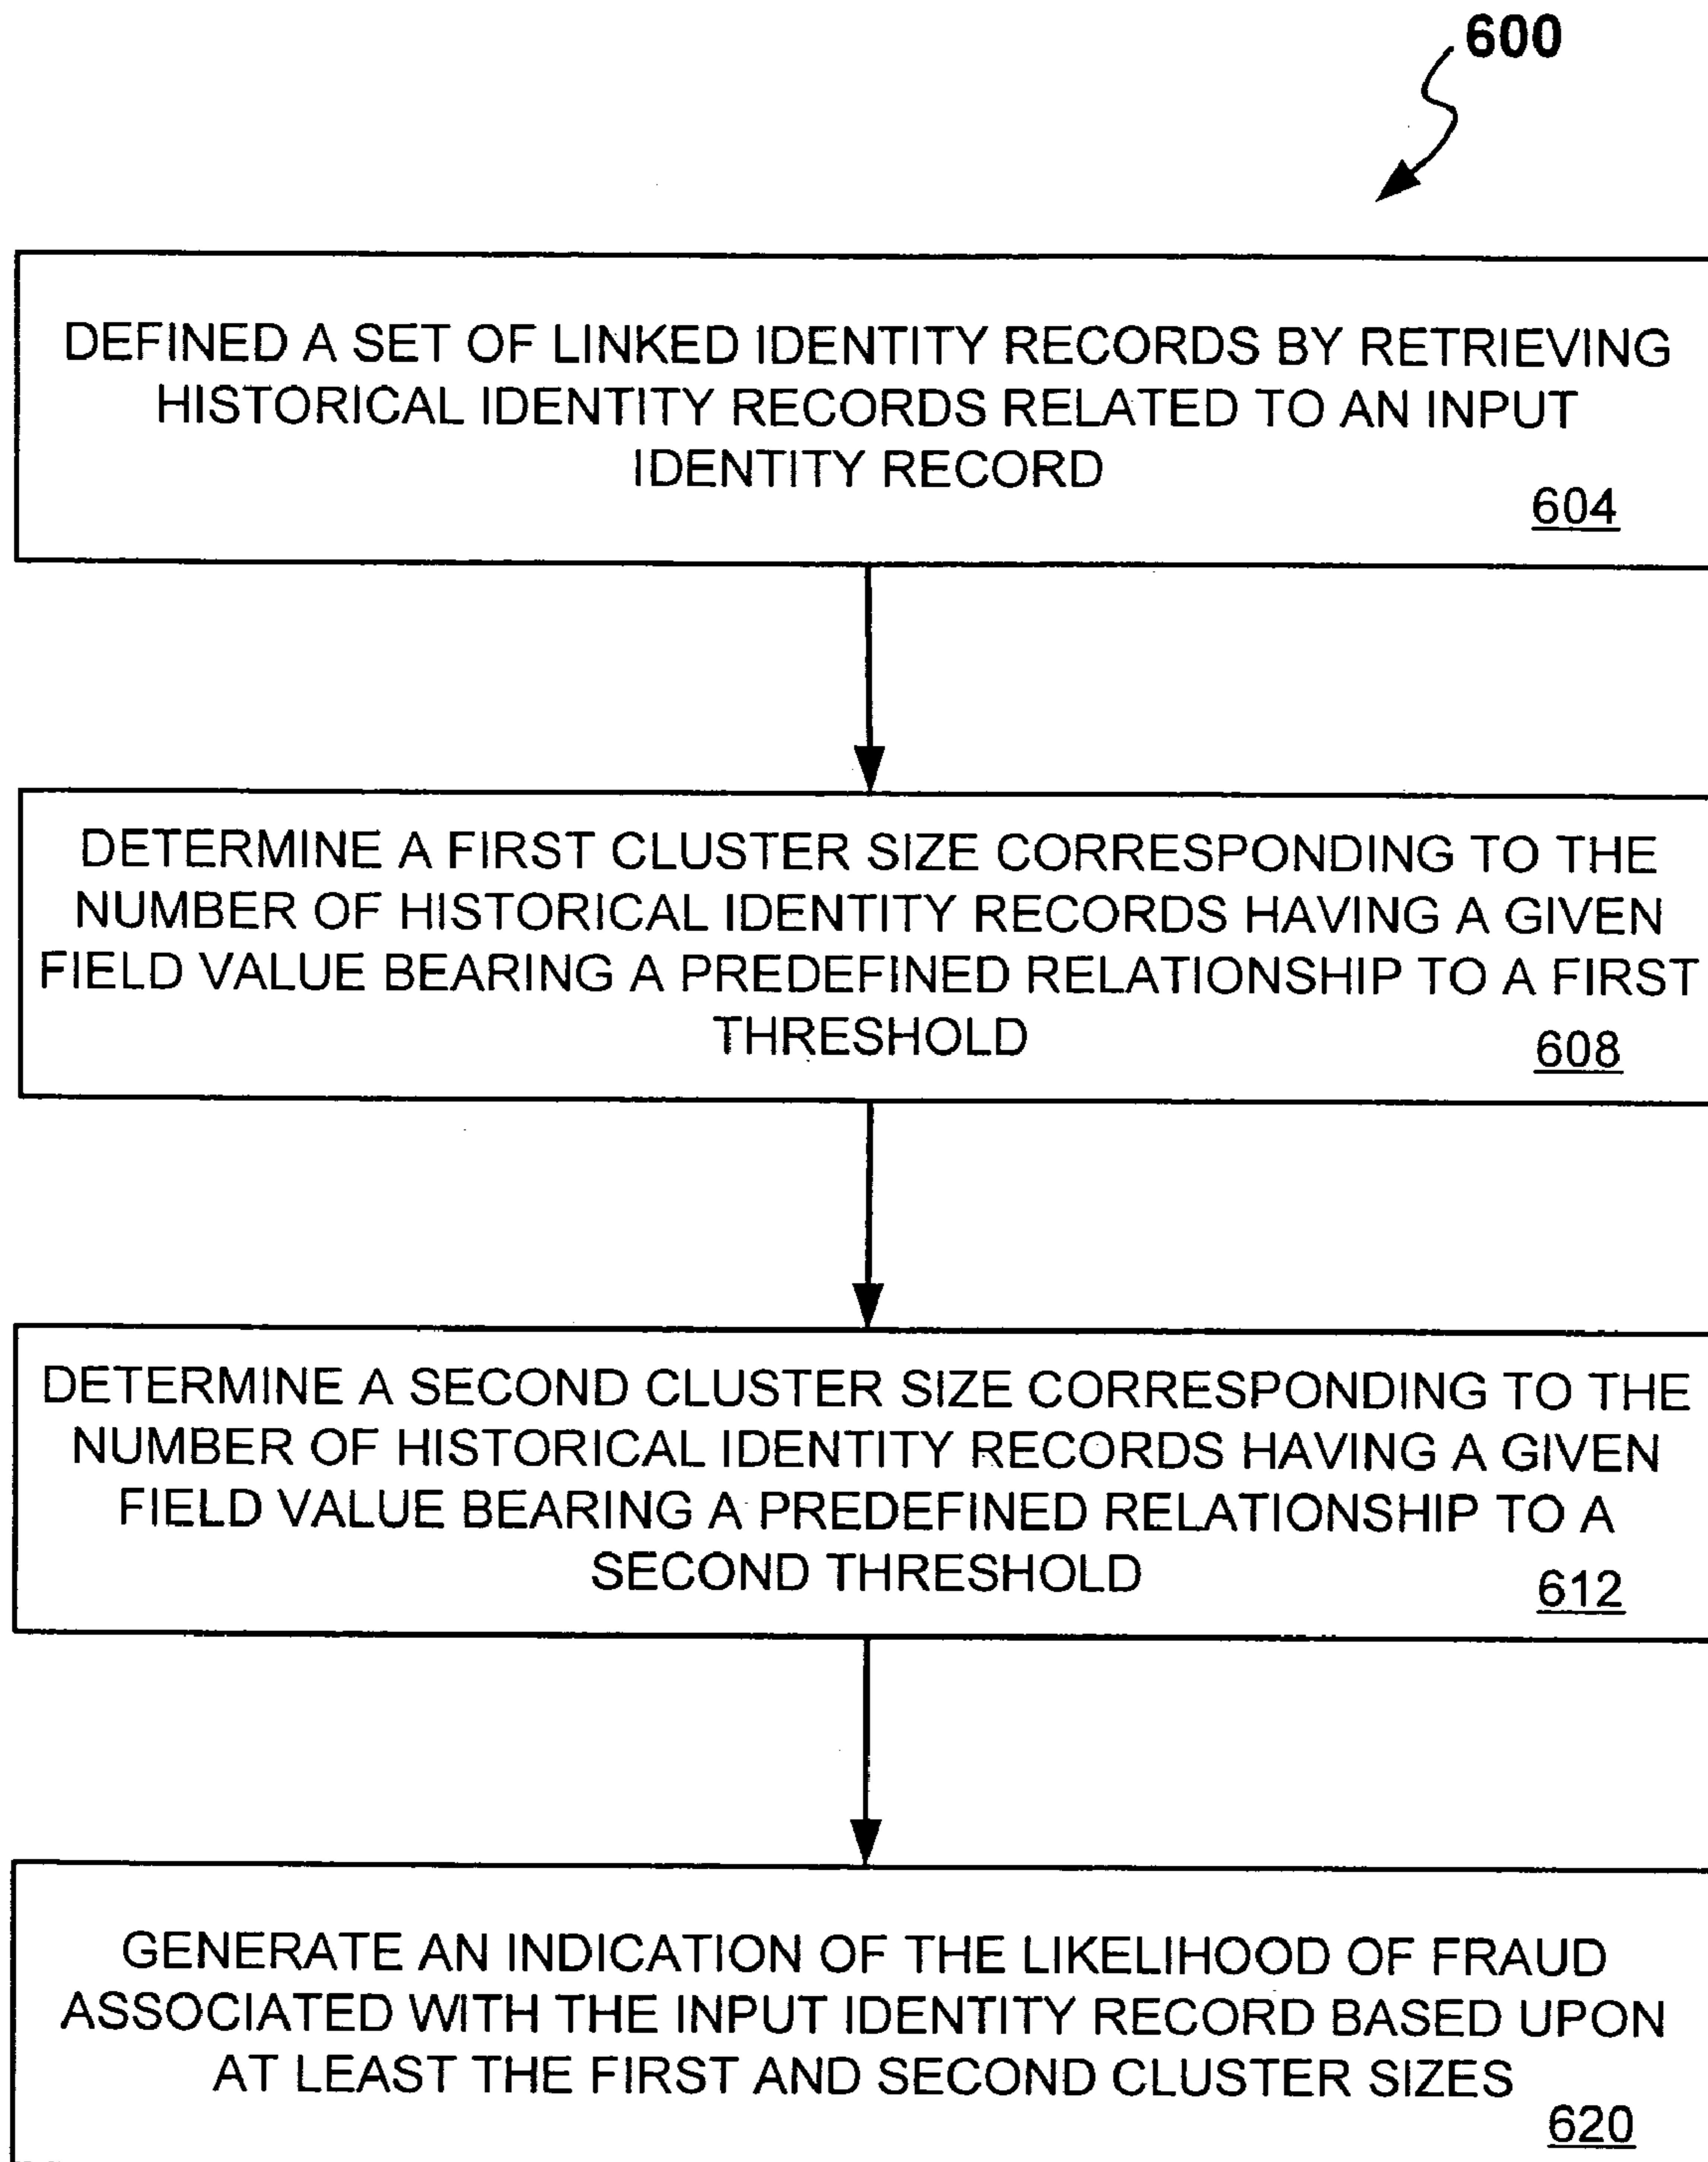 600
DEFINED A SET OF LINKED IDENTITY RECORDS BY RETRIEVING
HISTORICAL IDENTITY RECORDS RELATED TO AN INPUT
IDENTITY RECORD
604
DETERMINE A FIRST CLUSTER SIZE CORRESPONDING TO THE
NUMBER OF HISTORICAL IDENTITY RECORDS HAVING A GIVEN
FIELD VALUE BEARING A PREDEFINED RELATIONSHIP TO A FIRST
THRESHOLD
608
DETERMINE A SECOND CLUSTER SIZE CORRESPONDING TO THE
NUMBER OF HISTORICAL IDENTITY RECORDS HAVING A GIVEN
FIELD VALUE BEARING A PREDEFINED RELATIONSHIP TO A
SECOND THRESHOLD
612
GENERATE AN INDICATION OF THE LIKELIHOOD OF FRAUD
ASSOCIATED WITH THE INPUT IDENTITY RECORD BASED UPON
AT LEAST THE FIRST AND SECOND CLUSTER SIZES
620